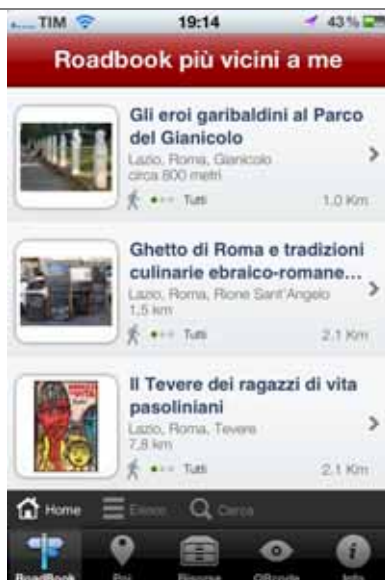 TIM 19:14 43%
Roadbook più vicini a me
Gli eroi garibaldini al Parco
del Gianicolo
Lazio, Roma, Gianicolo
circa 800 metri
Tutti 1.0 Km
Ghetto di Roma e tradizioni
culinarie ebraico-romane...
Lazio, Roma, Rione Sant'Angelo
1,5 km
Tutti 2.1 Km
Il Tevere dei ragazzi di vita
pasoliniani
Lazio, Roma, Tevere
7,8 km
Tutti 2.1 Km
Home Elenco Cerca
RoadBook Poi Risorse QRcode Info